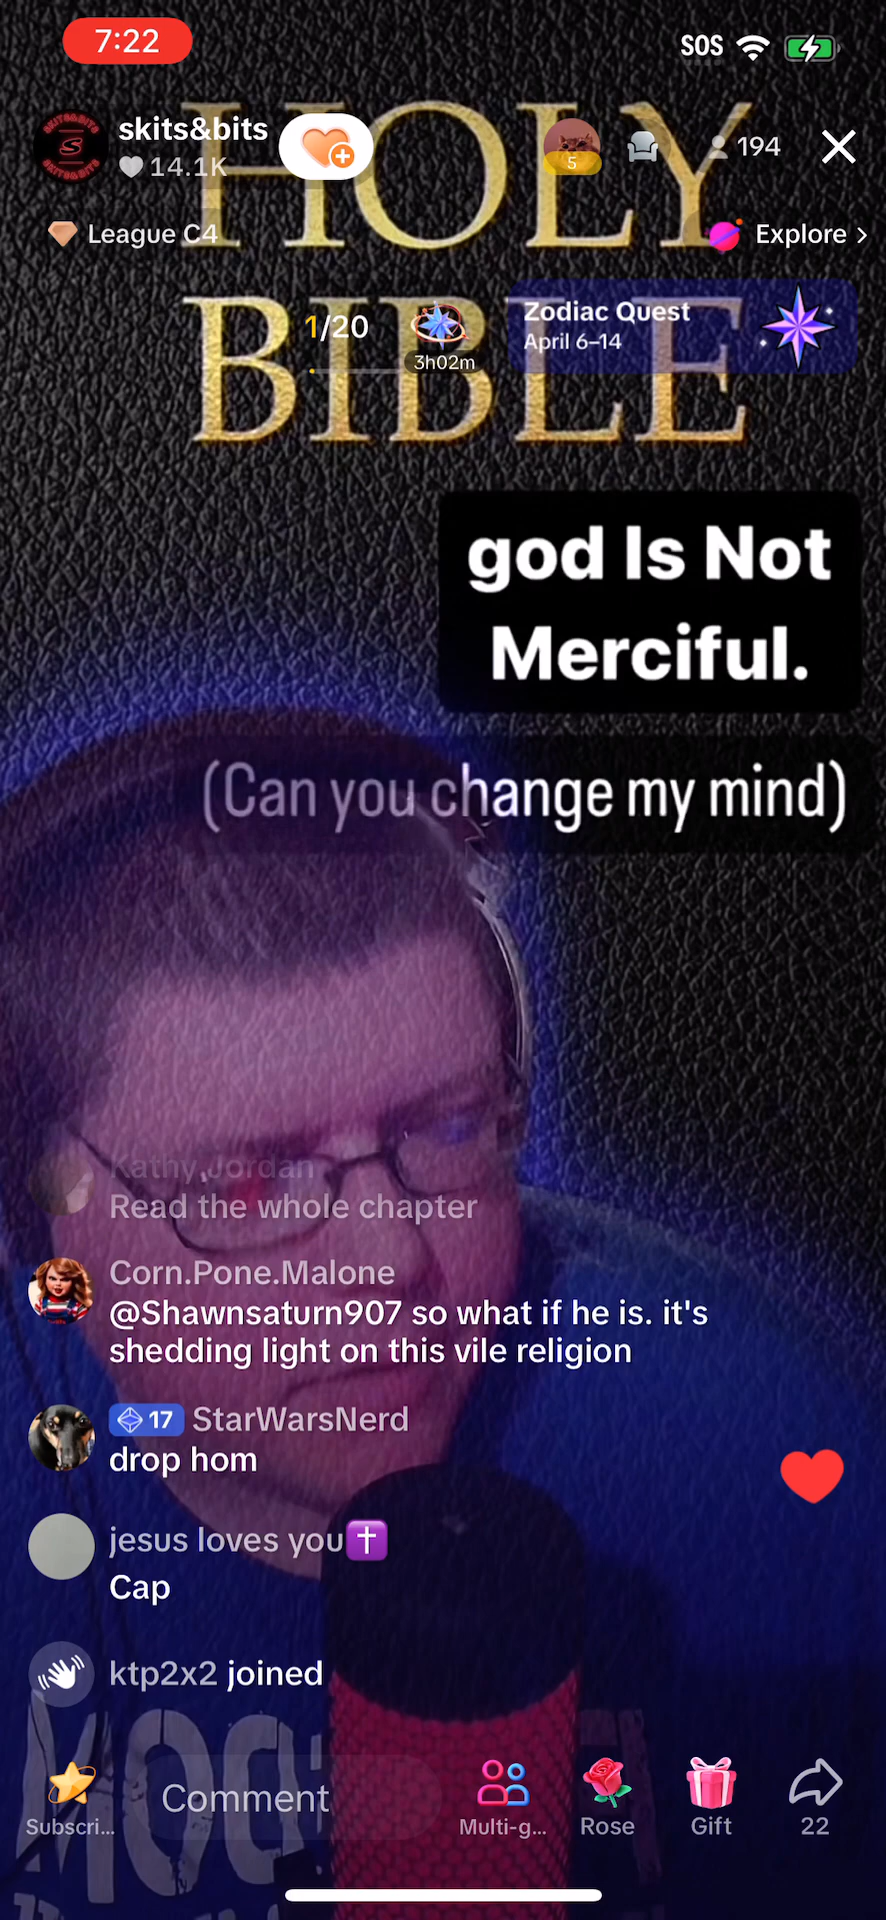 7:22
SOS
HOLY
BIBLE
skits&bits
14.1K
5
194
League C4
Explore >
1/20
3h02m
Zodiac Quest
April 6–14
god Is Not
Merciful.
(Can you change my mind)
Kathy Jordan
Read the whole chapter
Corn.Pone.Malone
@Shawnsaturn907 so what if he is. it's
shedding light on this vile religion
17 StarWarsNerd
drop hom
jesus loves you✝️
Cap
ktp2x2 joined
Subscri...
Comment
Multi-g...
Rose
Gift
22